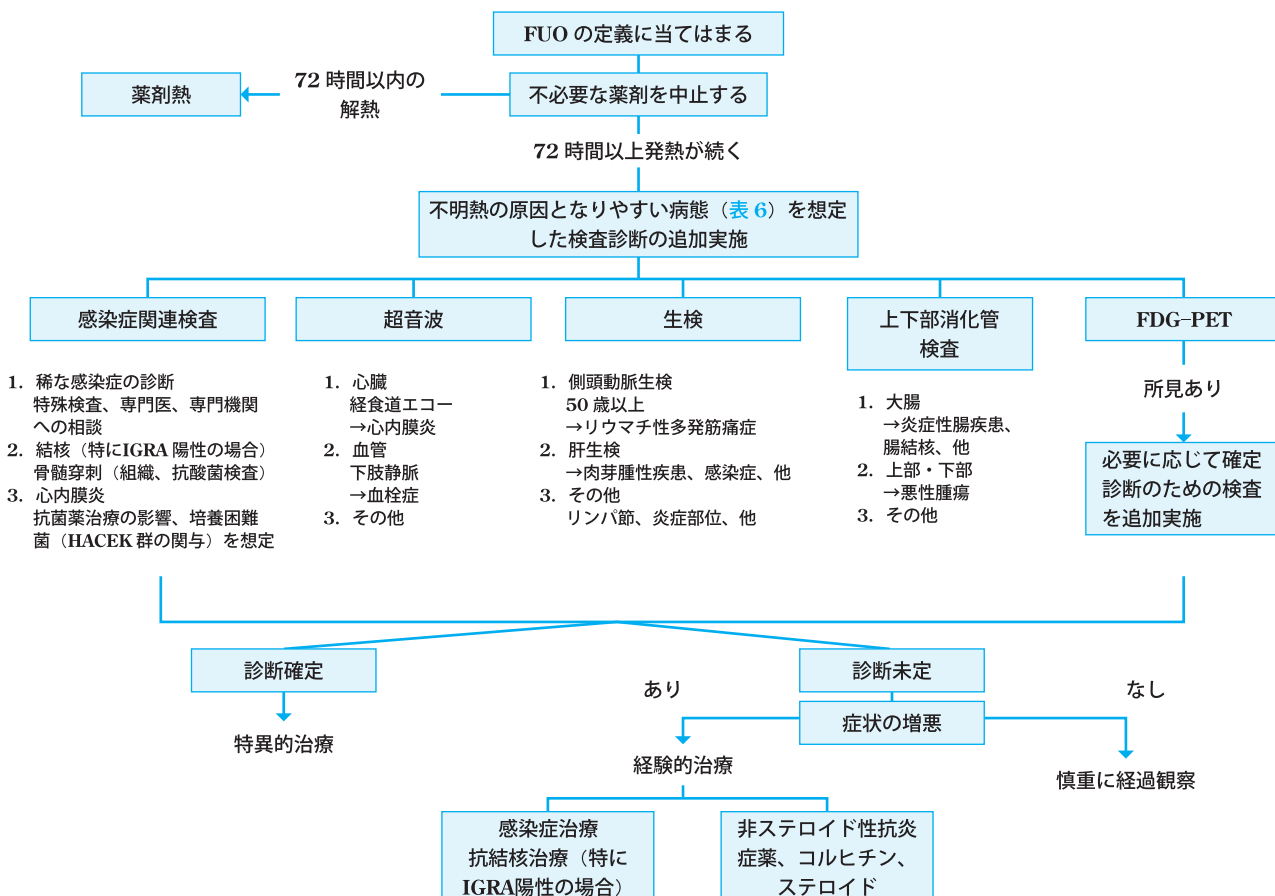 FUO の定義に当てはまる
薬剤熱
72 時間以内の
解熱
不必要な薬剤を中止する
72 時間以上発熱が続く
不明熱の原因となりやすい病態（表 6）を想定
した検査診断の追加実施
感染症関連検査
1. 稀な感染症の診断
特殊検査、専門医、専門機関
への相談
2. 結核（特にIGRA 陽性の場合）
骨髄穿刺（組織、抗酸菌検査）
3. 心内膜炎
抗菌薬治療の影響、培養困難
菌（HACEK 群の関与）を想定
超音波
1. 心臓
経食道エコー
→心内膜炎
2. 血管
下肢静脈
→血栓症
3. その他
生検
1. 側頭動脈生検
50 歳以上
→リウマチ性多発筋痛症
2. 肝生検
→肉芽腫性疾患、感染症、他
3. その他
リンパ節、炎症部位、他
上下部消化管
検査
1. 大腸
→炎症性腸疾患、
腸結核、他
2. 上部・下部
→悪性腫瘍
3. その他
FDG–PET
所見あり
必要に応じて確定
診断のための検査
を追加実施
診断確定
特異的治療
診断未定
症状の増悪
あり
なし
経験的治療
慎重に経過観察
感染症治療
抗結核治療（特に
IGRA陽性の場合）
非ステロイド性抗炎
症薬、コルヒチン、
ステロイド